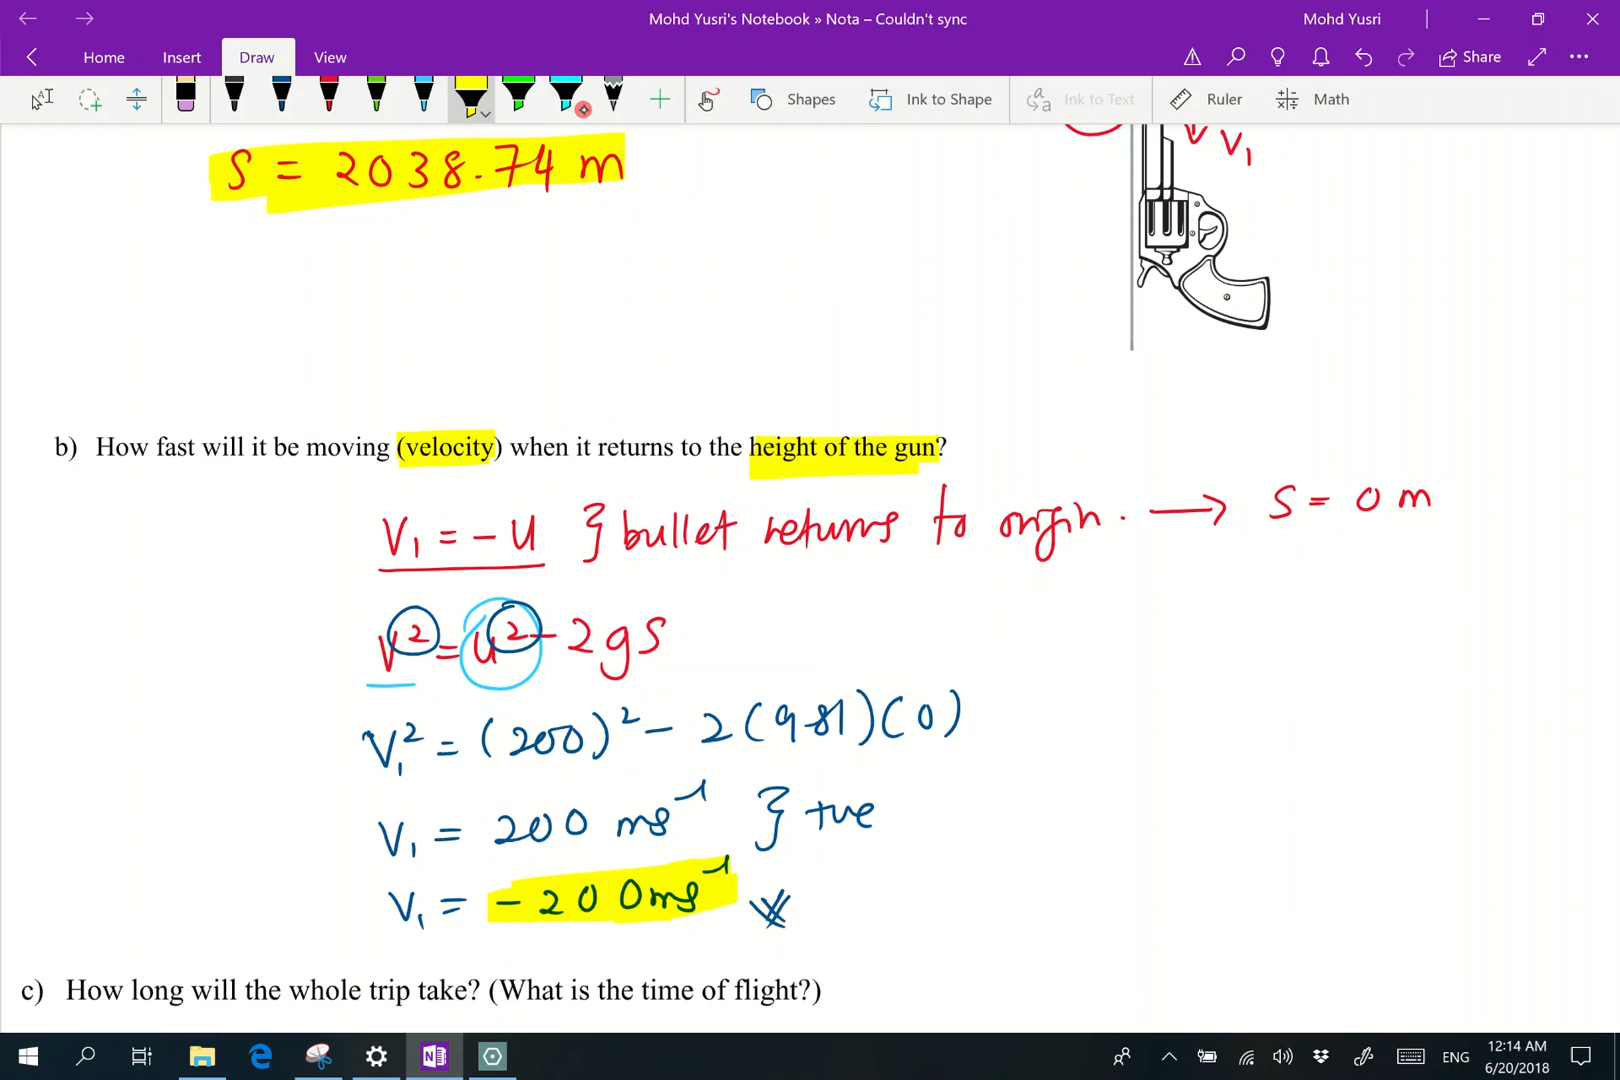 Mohd Yusri's Notebook » Nota – Couldn't sync
Mohd Yusri
Home Insert Draw View
Share
Shapes
Ink to Shape
Ink to Text
Ruler
Math
S = 2038.74 m
V₁
b) How fast will it be moving (velocity) when it returns to the height of the gun?
V₁ = -u } bullet returns to origin. → S = 0 m
v² = u² - 2gs
V₁² = (200)² - 2(9.81)(0)
V₁ = 200 ms⁻¹ } +ve
V₁ = -200 ms⁻¹
c) How long will the whole trip take? (What is the time of flight?)
ENG
12:14 AM
6/20/2018